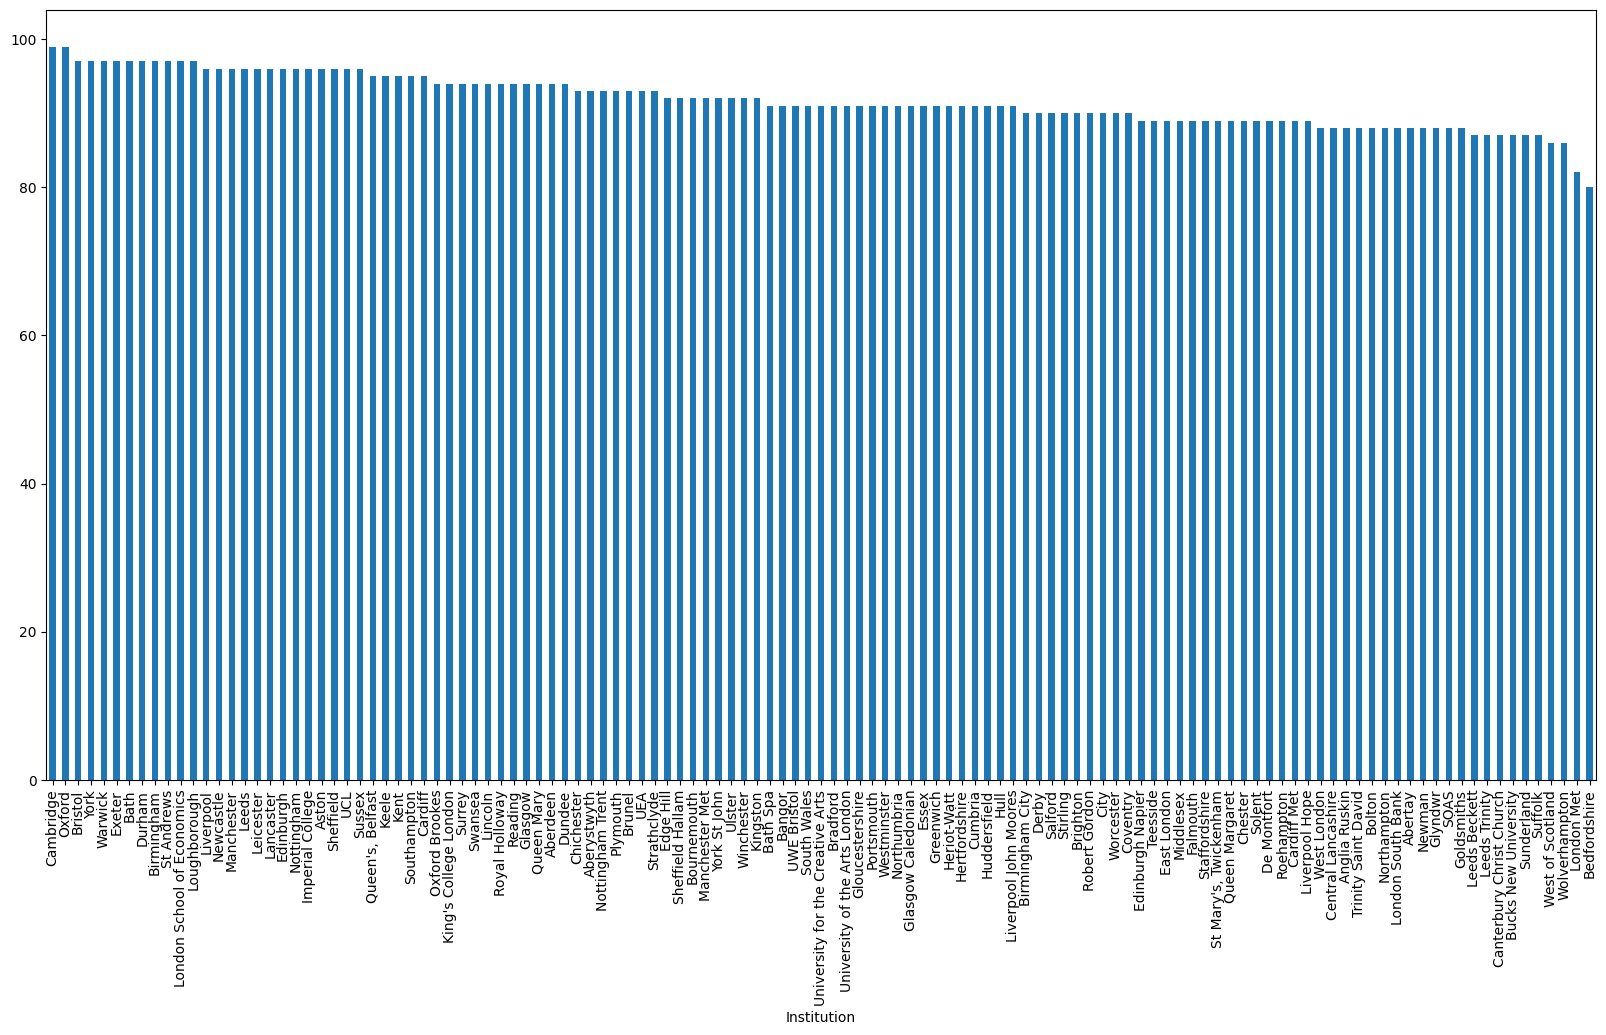 100
80
60
40
20
0
Cambridge
Oxford
Bristol
York
Warwick
Exeter
Bath
Durham
Birmingham
St Andrews
London School of Economics
Loughborough
Liverpool
Newcastle
Manchester
Leeds
Leicester
Lancaster
Edinburgh
Nottingham
Imperial College
Aston
Sheffield
UCL
Sussex
Queen's, Belfast
Keele
Kent
Southampton
Cardiff
Oxford Brookes
King's College London
Surrey
Swansea
Lincoln
Royal Holloway
Reading
Glasgow
Queen Mary
Aberdeen
Dundee
Chichester
Aberystwyth
Nottingham Trent
Plymouth
Brunel
UEA
Strathclyde
Edge Hill
Sheffield Hallam
Bournemouth
Manchester Met
York St John
Ulster
Winchester
Kingston
Bath Spa
Bangor
UWE Bristol
South Wales
University for the Creative Arts
Bradford
University of the Arts London
Gloucestershire
Portsmouth
Westminster
Northumbria
Glasgow Caledonian
Essex
Greenwich
Heriot-Watt
Hertfordshire
Cumbria
Huddersfield
Hull
Liverpool John Moores
Birmingham City
Derby
Salford
Stirling
Brighton
Robert Gordon
City
Worcester
Coventry
Edinburgh Napier
Teesside
East London
Middlesex
Falmouth
Staffordshire
St Mary's, Twickenham
Queen Margaret
Chester
Solent
De Montfort
Roehampton
Cardiff Met
Liverpool Hope
West London
Central Lancashire
Anglia Ruskin
Trinity Saint David
Bolton
Northampton
London South Bank
Abertay
Newman
Glyndwr
SOAS
Goldsmiths
Leeds Beckett
Leeds Trinity
Canterbury Christ Church
Bucks New University
Sunderland
Suffolk
West of Scotland
Wolverhampton
London Met
Bedfordshire
Institution